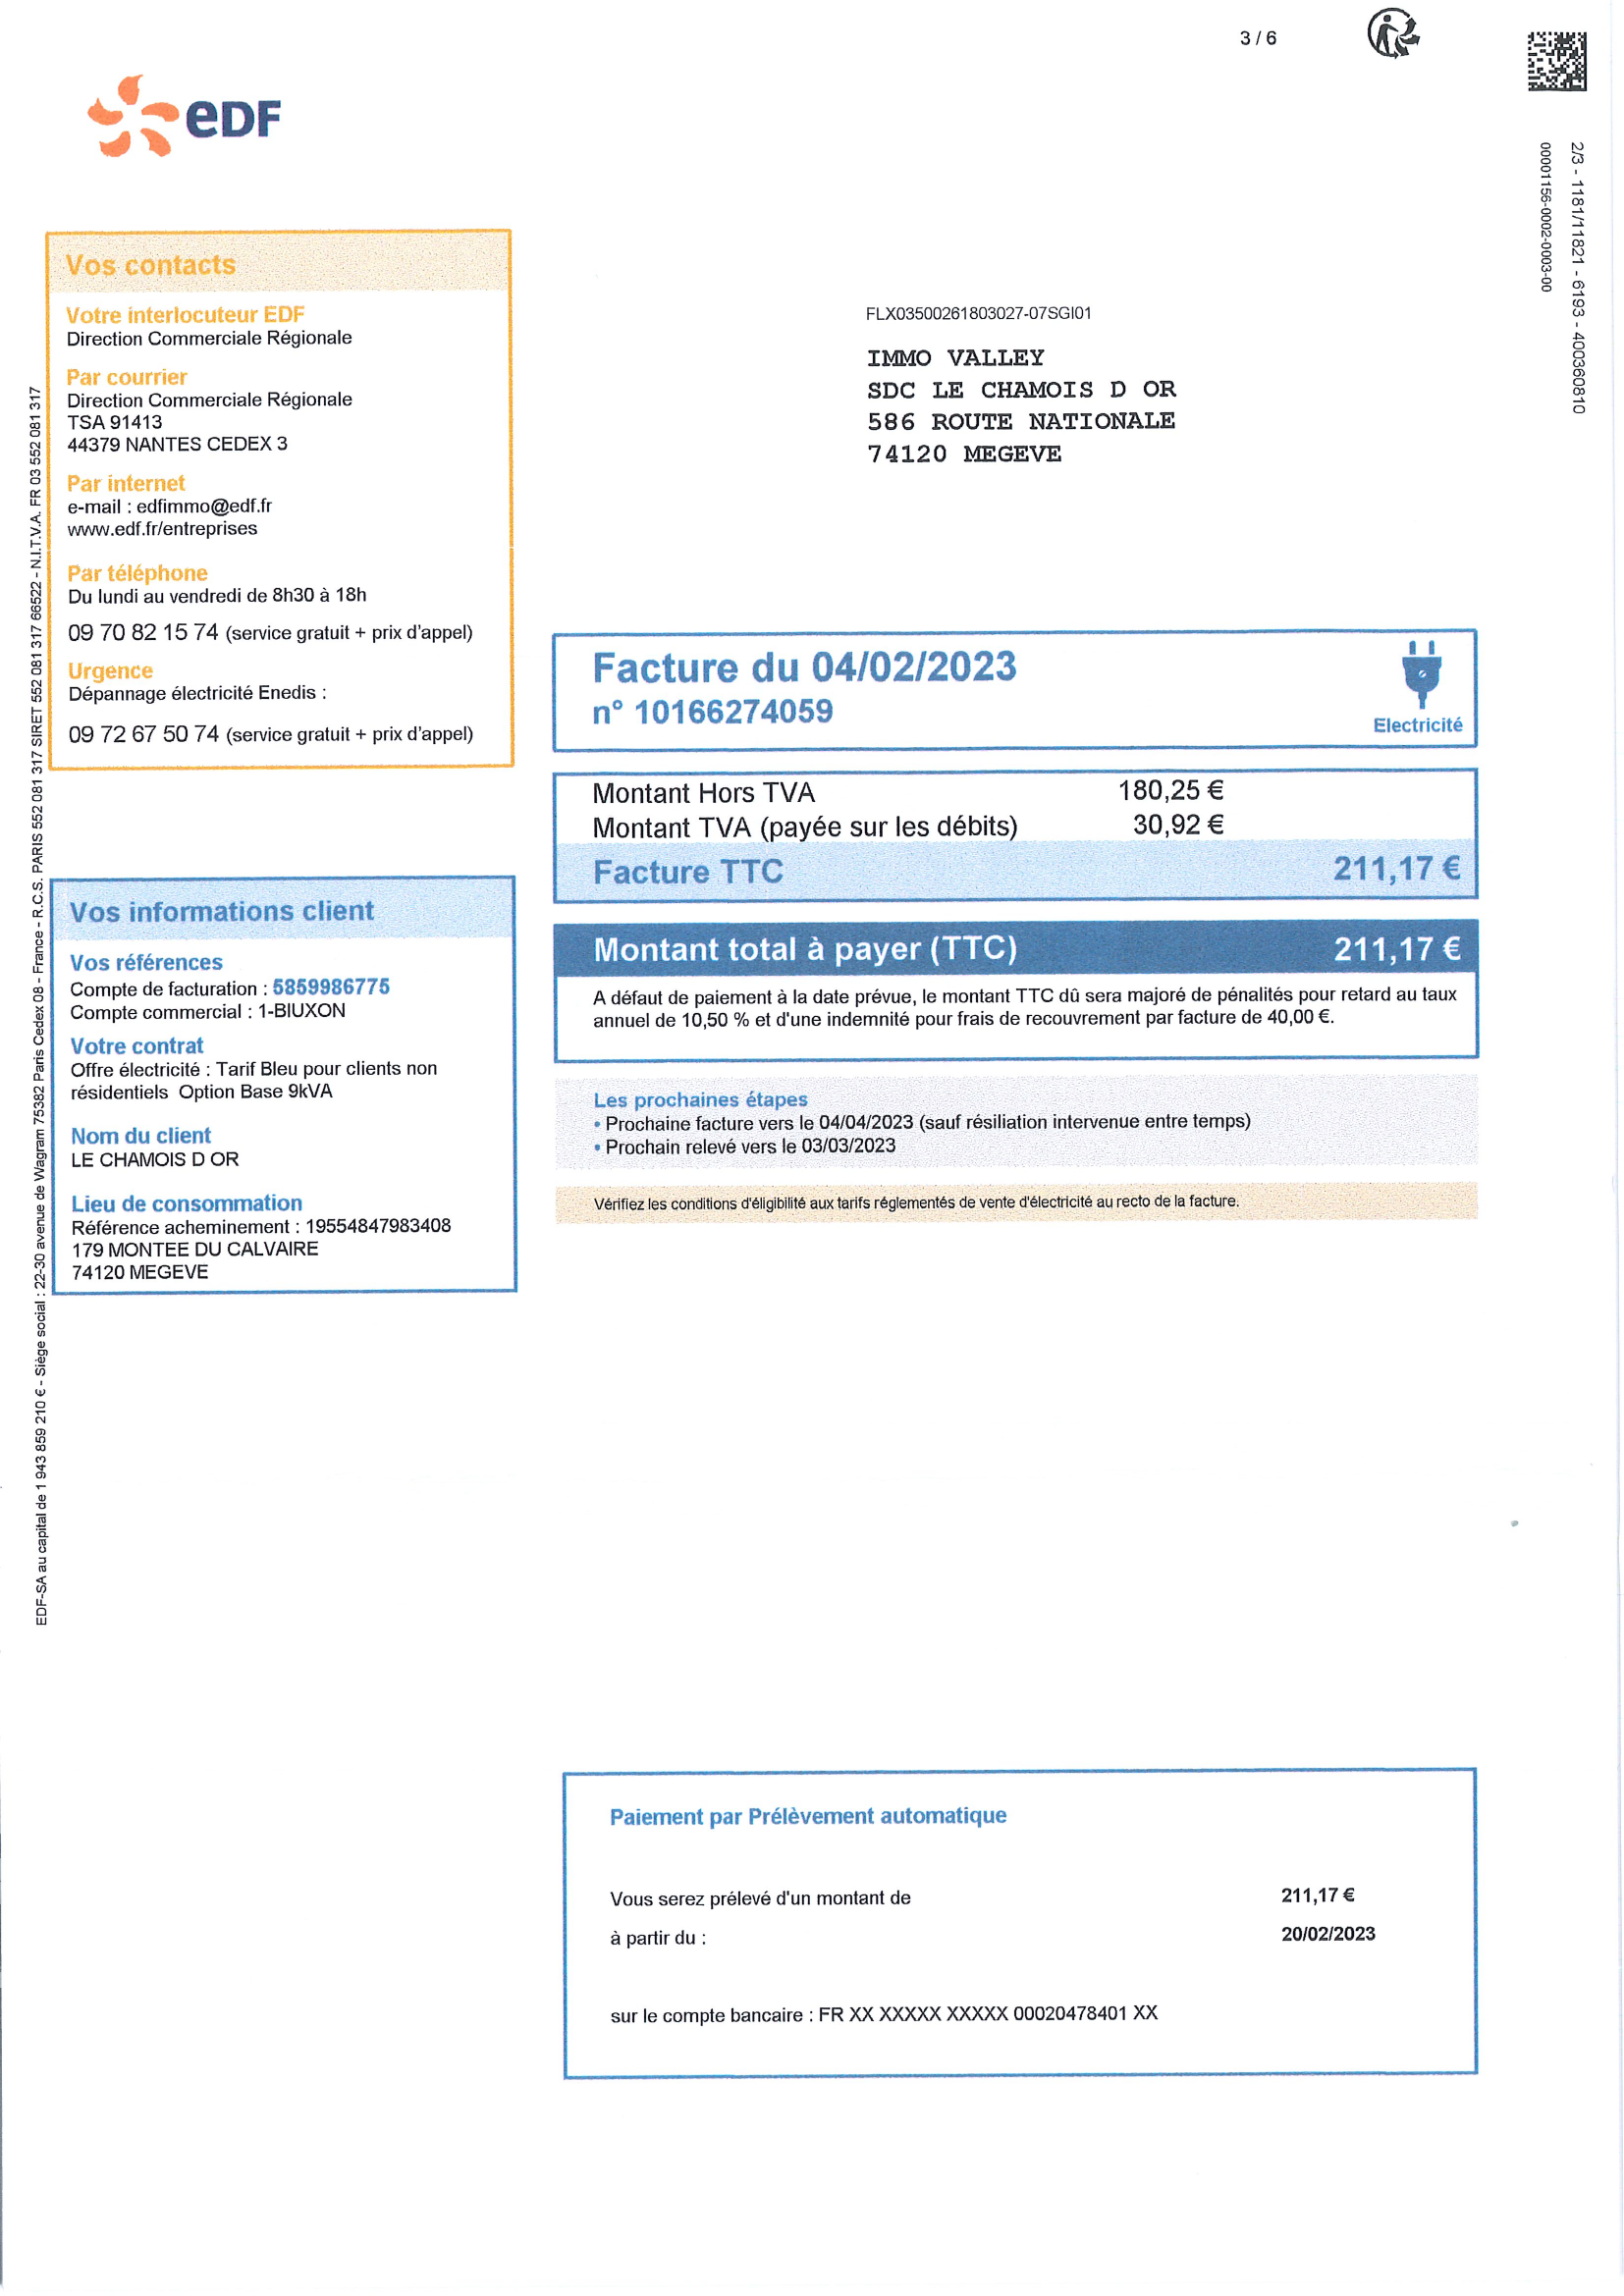 3 / 6
eDF
2/3 - 1181/11821 - 6193 - 400360810
00001156-0002-0003-00
Vos contacts
Votre interlocuteur EDF
Direction Commerciale Régionale
Par courrier
Direction Commerciale Régionale
TSA 91413
44379 NANTES CEDEX 3
Par internet
e-mail : edfimmo@edf.fr
www.edf.fr/entreprises
Par téléphone
Du lundi au vendredi de 8h30 à 18h
09 70 82 15 74 (service gratuit + prix d'appel)
Urgence
Dépannage électricité Enedis :
09 72 67 50 74 (service gratuit + prix d'appel)
FLX03500261803027-07SGI01
IMMO VALLEY
SDC LE CHAMOIS D OR
586 ROUTE NATIONALE
74120 MEGEVE
Facture du 04/02/2023
n° 10166274059
Electricité
Montant Hors TVA 180,25 €
Montant TVA (payée sur les débits) 30,92 €
Facture TTC 211,17 €
Montant total à payer (TTC) 211,17 €
A défaut de paiement à la date prévue, le montant TTC dû sera majoré de pénalités pour retard au taux
annuel de 10,50 % et d'une indemnité pour frais de recouvrement par facture de 40,00 €.
Les prochaines étapes
• Prochaine facture vers le 04/04/2023 (sauf résiliation intervenue entre temps)
• Prochain relevé vers le 03/03/2023
Vérifiez les conditions d'éligibilité aux tarifs réglementés de vente d'électricité au recto de la facture.
Vos informations client
Vos références
Compte de facturation : 5859986775
Compte commercial : 1-BIUXON
Votre contrat
Offre électricité : Tarif Bleu pour clients non
résidentiels Option Base 9kVA
Nom du client
LE CHAMOIS D OR
Lieu de consommation
Référence acheminement : 19554847983408
179 MONTEE DU CALVAIRE
74120 MEGEVE
EDF-SA au capital de 1 943 859 210 € - Siège social : 22-30 avenue de Wagram 75382 Paris Cedex 08 - France - R.C.S. PARIS 552 081 317 SIRET 552 081 317 66522 - N.I.T.V.A. FR 03 552 081 317
Paiement par Prélèvement automatique
Vous serez prélevé d'un montant de 211,17 €
à partir du : 20/02/2023
sur le compte bancaire : FR XX XXXXX XXXXX 00020478401 XX